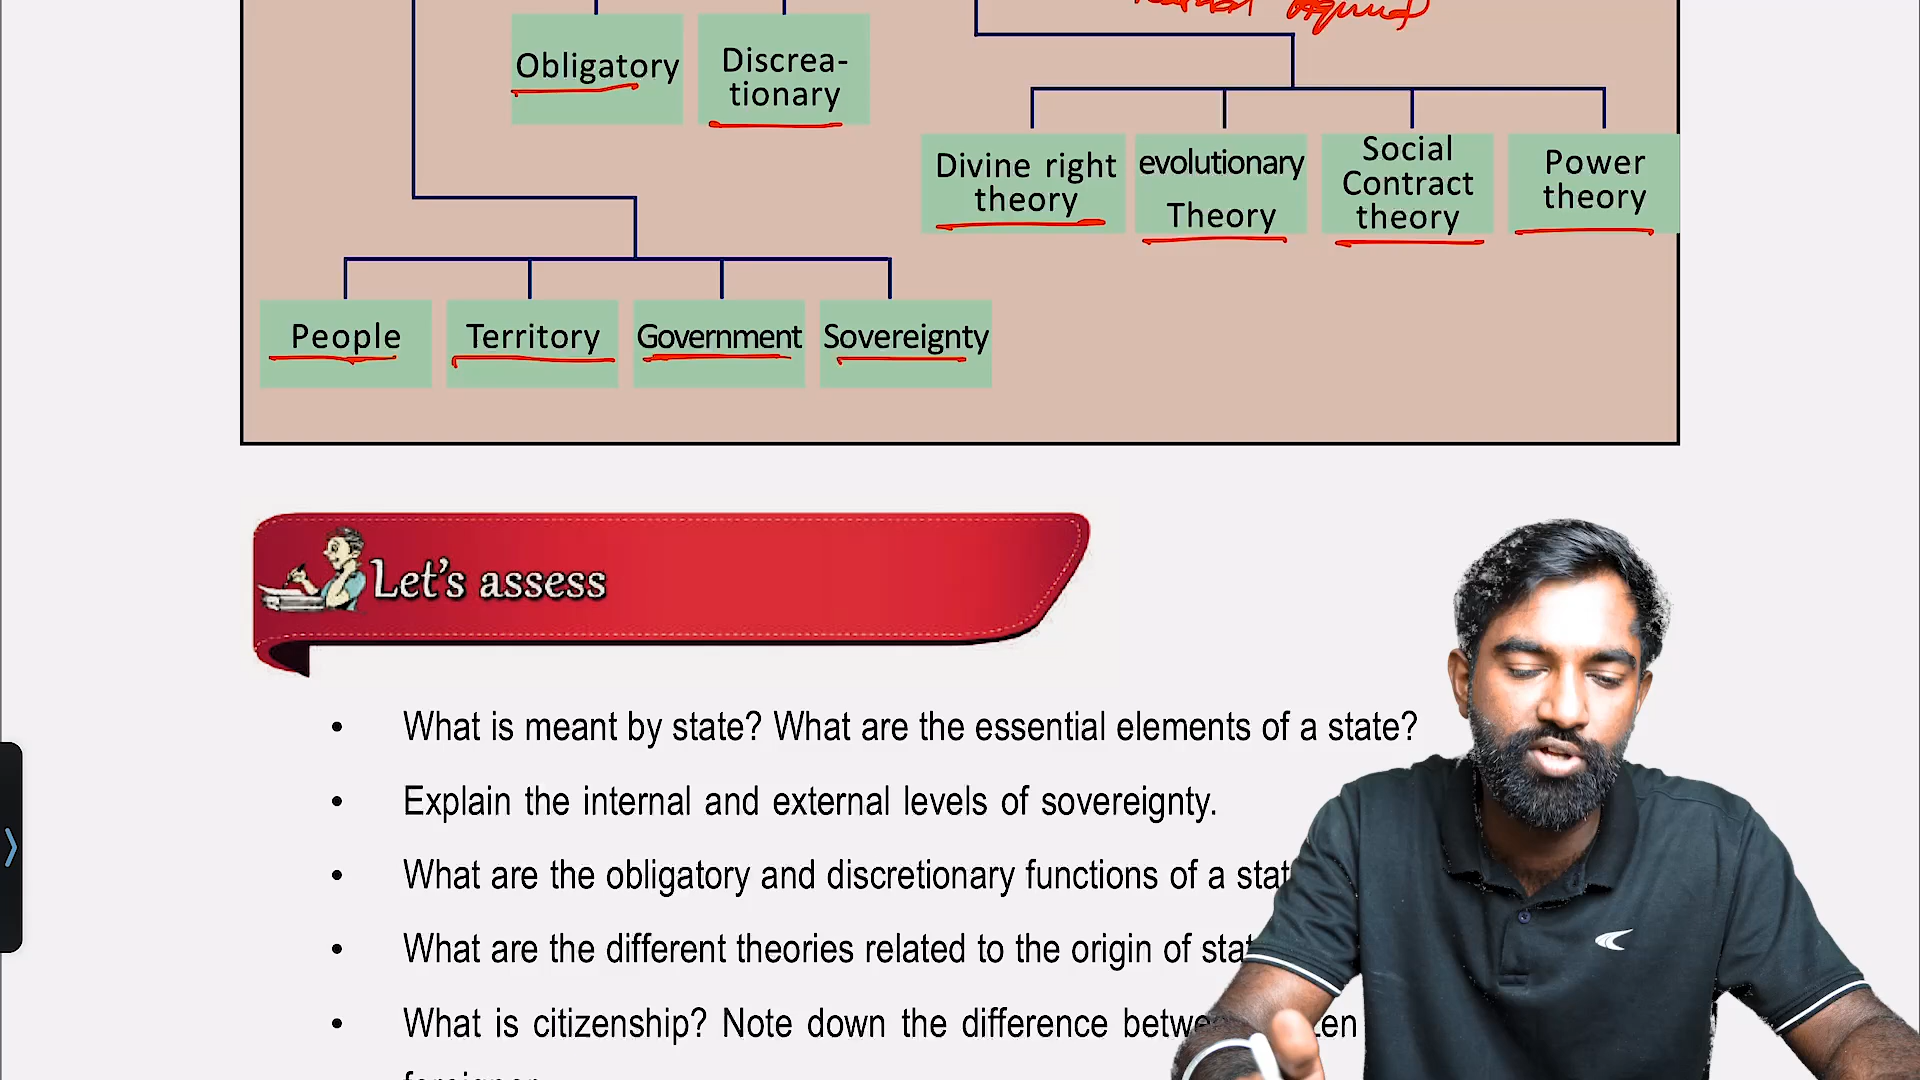 Obligatory
Discrea-
tionary
Divine right
theory
evolutionary
Theory
Social
Contract
theory
Power
theory
People
Territory
Government
Sovereignty
Let's assess
• What is meant by state? What are the essential elements of a state?
• Explain the internal and external levels of sovereignty.
• What are the obligatory and discretionary functions of a stat
• What are the different theories related to the origin of sta
• What is citizenship? Note down the difference betwe